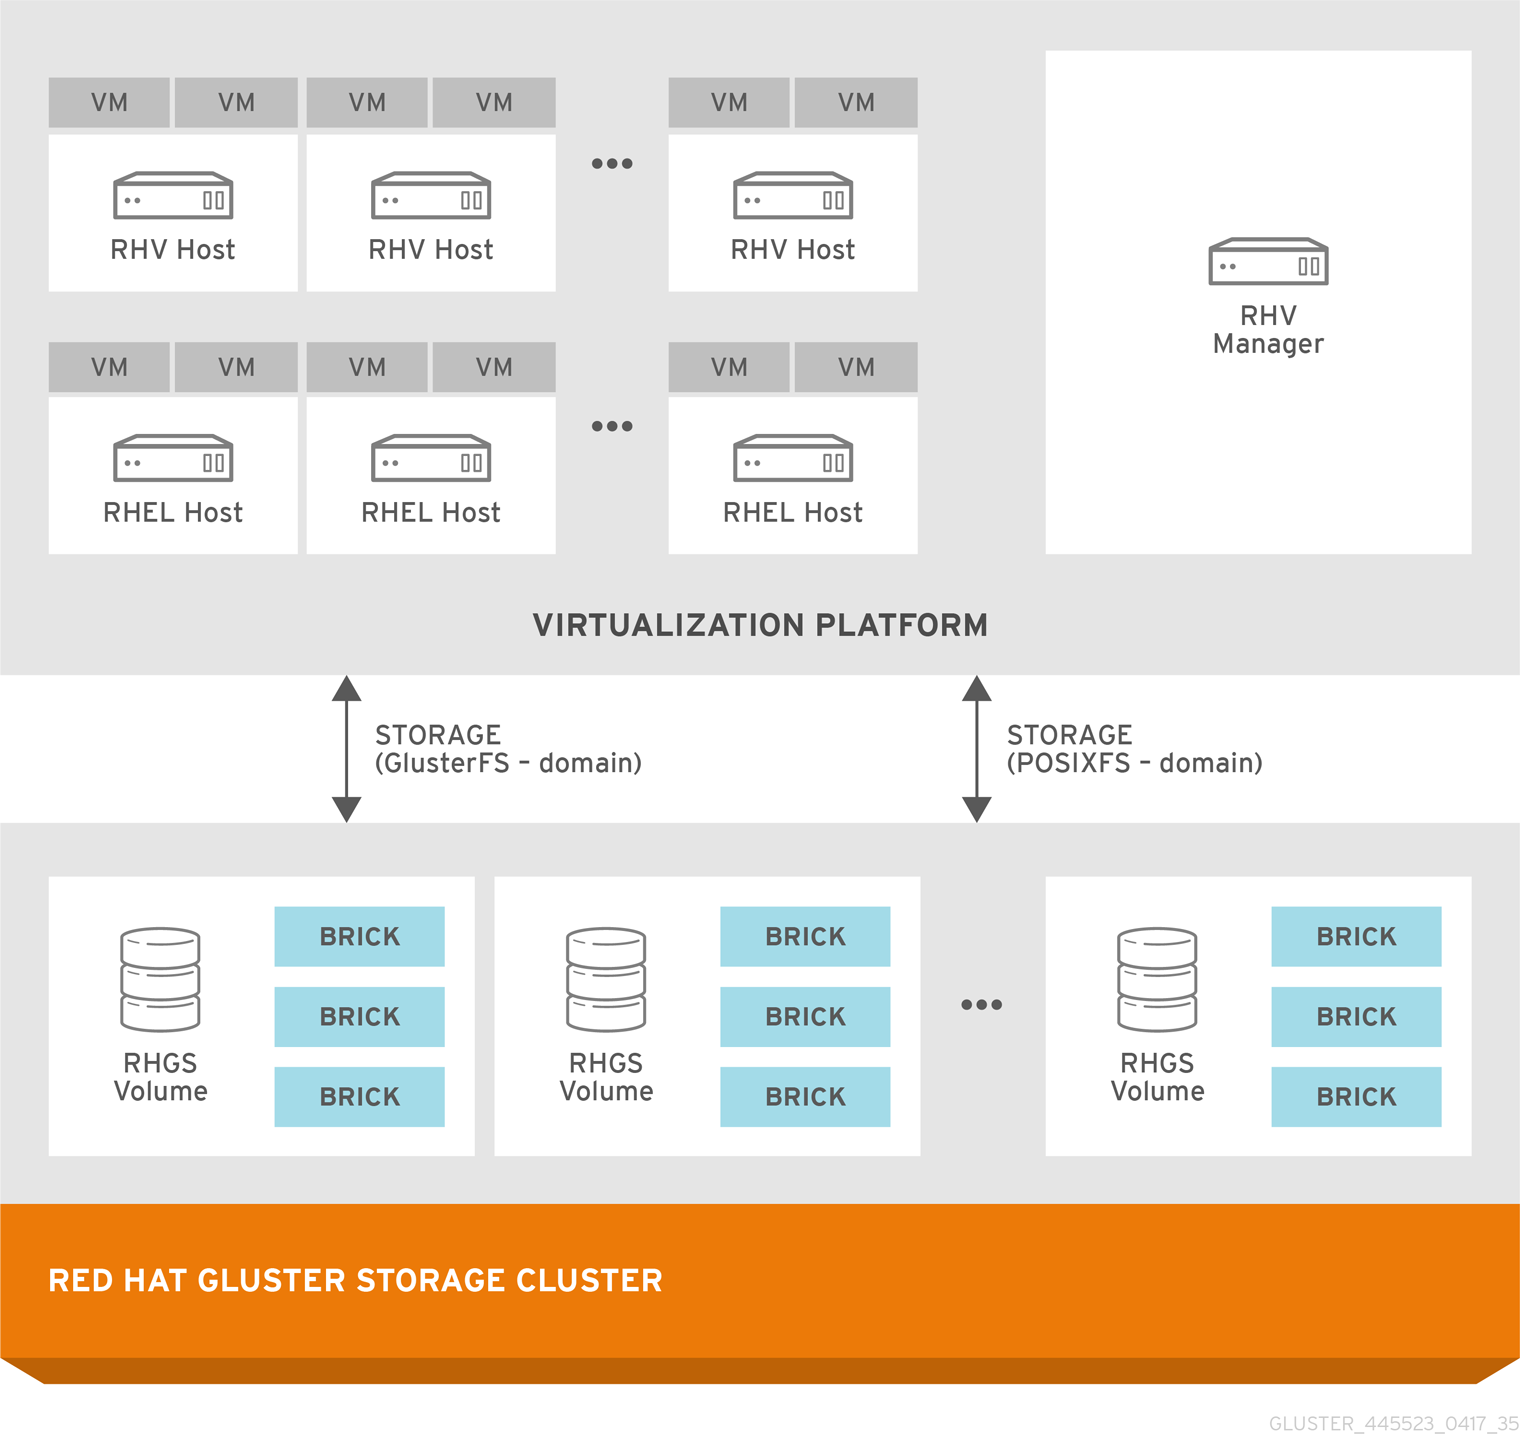 VM VM VM VM VM VM
RHV Host RHV Host RHV Host
VM VM VM VM VM VM
RHEL Host RHEL Host RHEL Host
RHV
Manager
VIRTUALIZATION PLATFORM
STORAGE
(GlusterFS – domain)
STORAGE
(POSIXFS – domain)
RHGS
Volume
BRICK
BRICK
BRICK
RHGS
Volume
BRICK
BRICK
BRICK
RHGS
Volume
BRICK
BRICK
BRICK
RED HAT GLUSTER STORAGE CLUSTER
GLUSTER_445523_0417_35